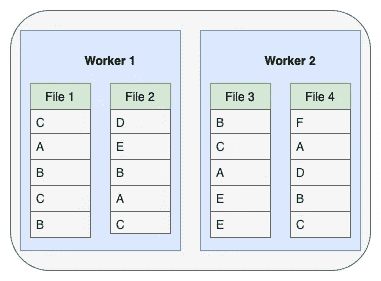 Worker 1 Worker 2
File 1 File 2 File 3 File 4
C D B F
A E C A
B B A D
C A E B
B C E C